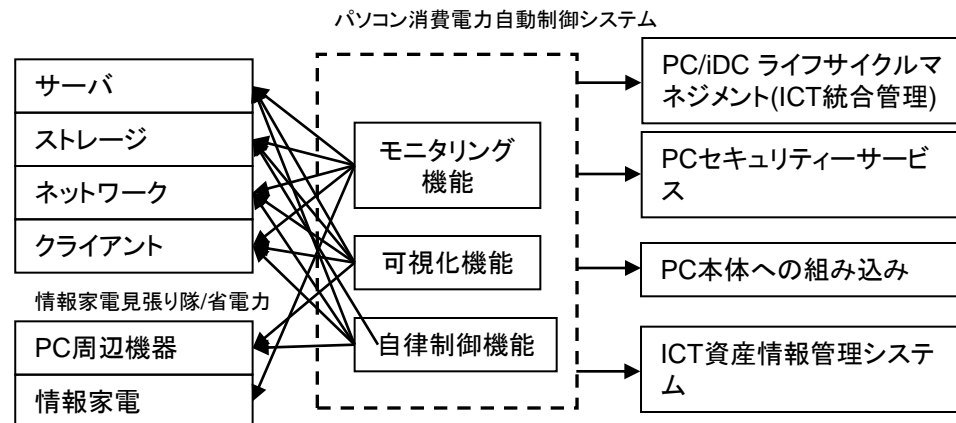 パソコン消費電力自動制御システム
サーバ
ストレージ
ネットワーク
クライアント
情報家電見張り隊/省電力
PC周辺機器
情報家電
モニタリング
機能
可視化機能
自律制御機能
PC/iDC ライフサイクルマ
ネジメント(ICT統合管理)
PCセキュリティーサービ
ス
PC本体への組み込み
ICT資産情報管理システ
ム